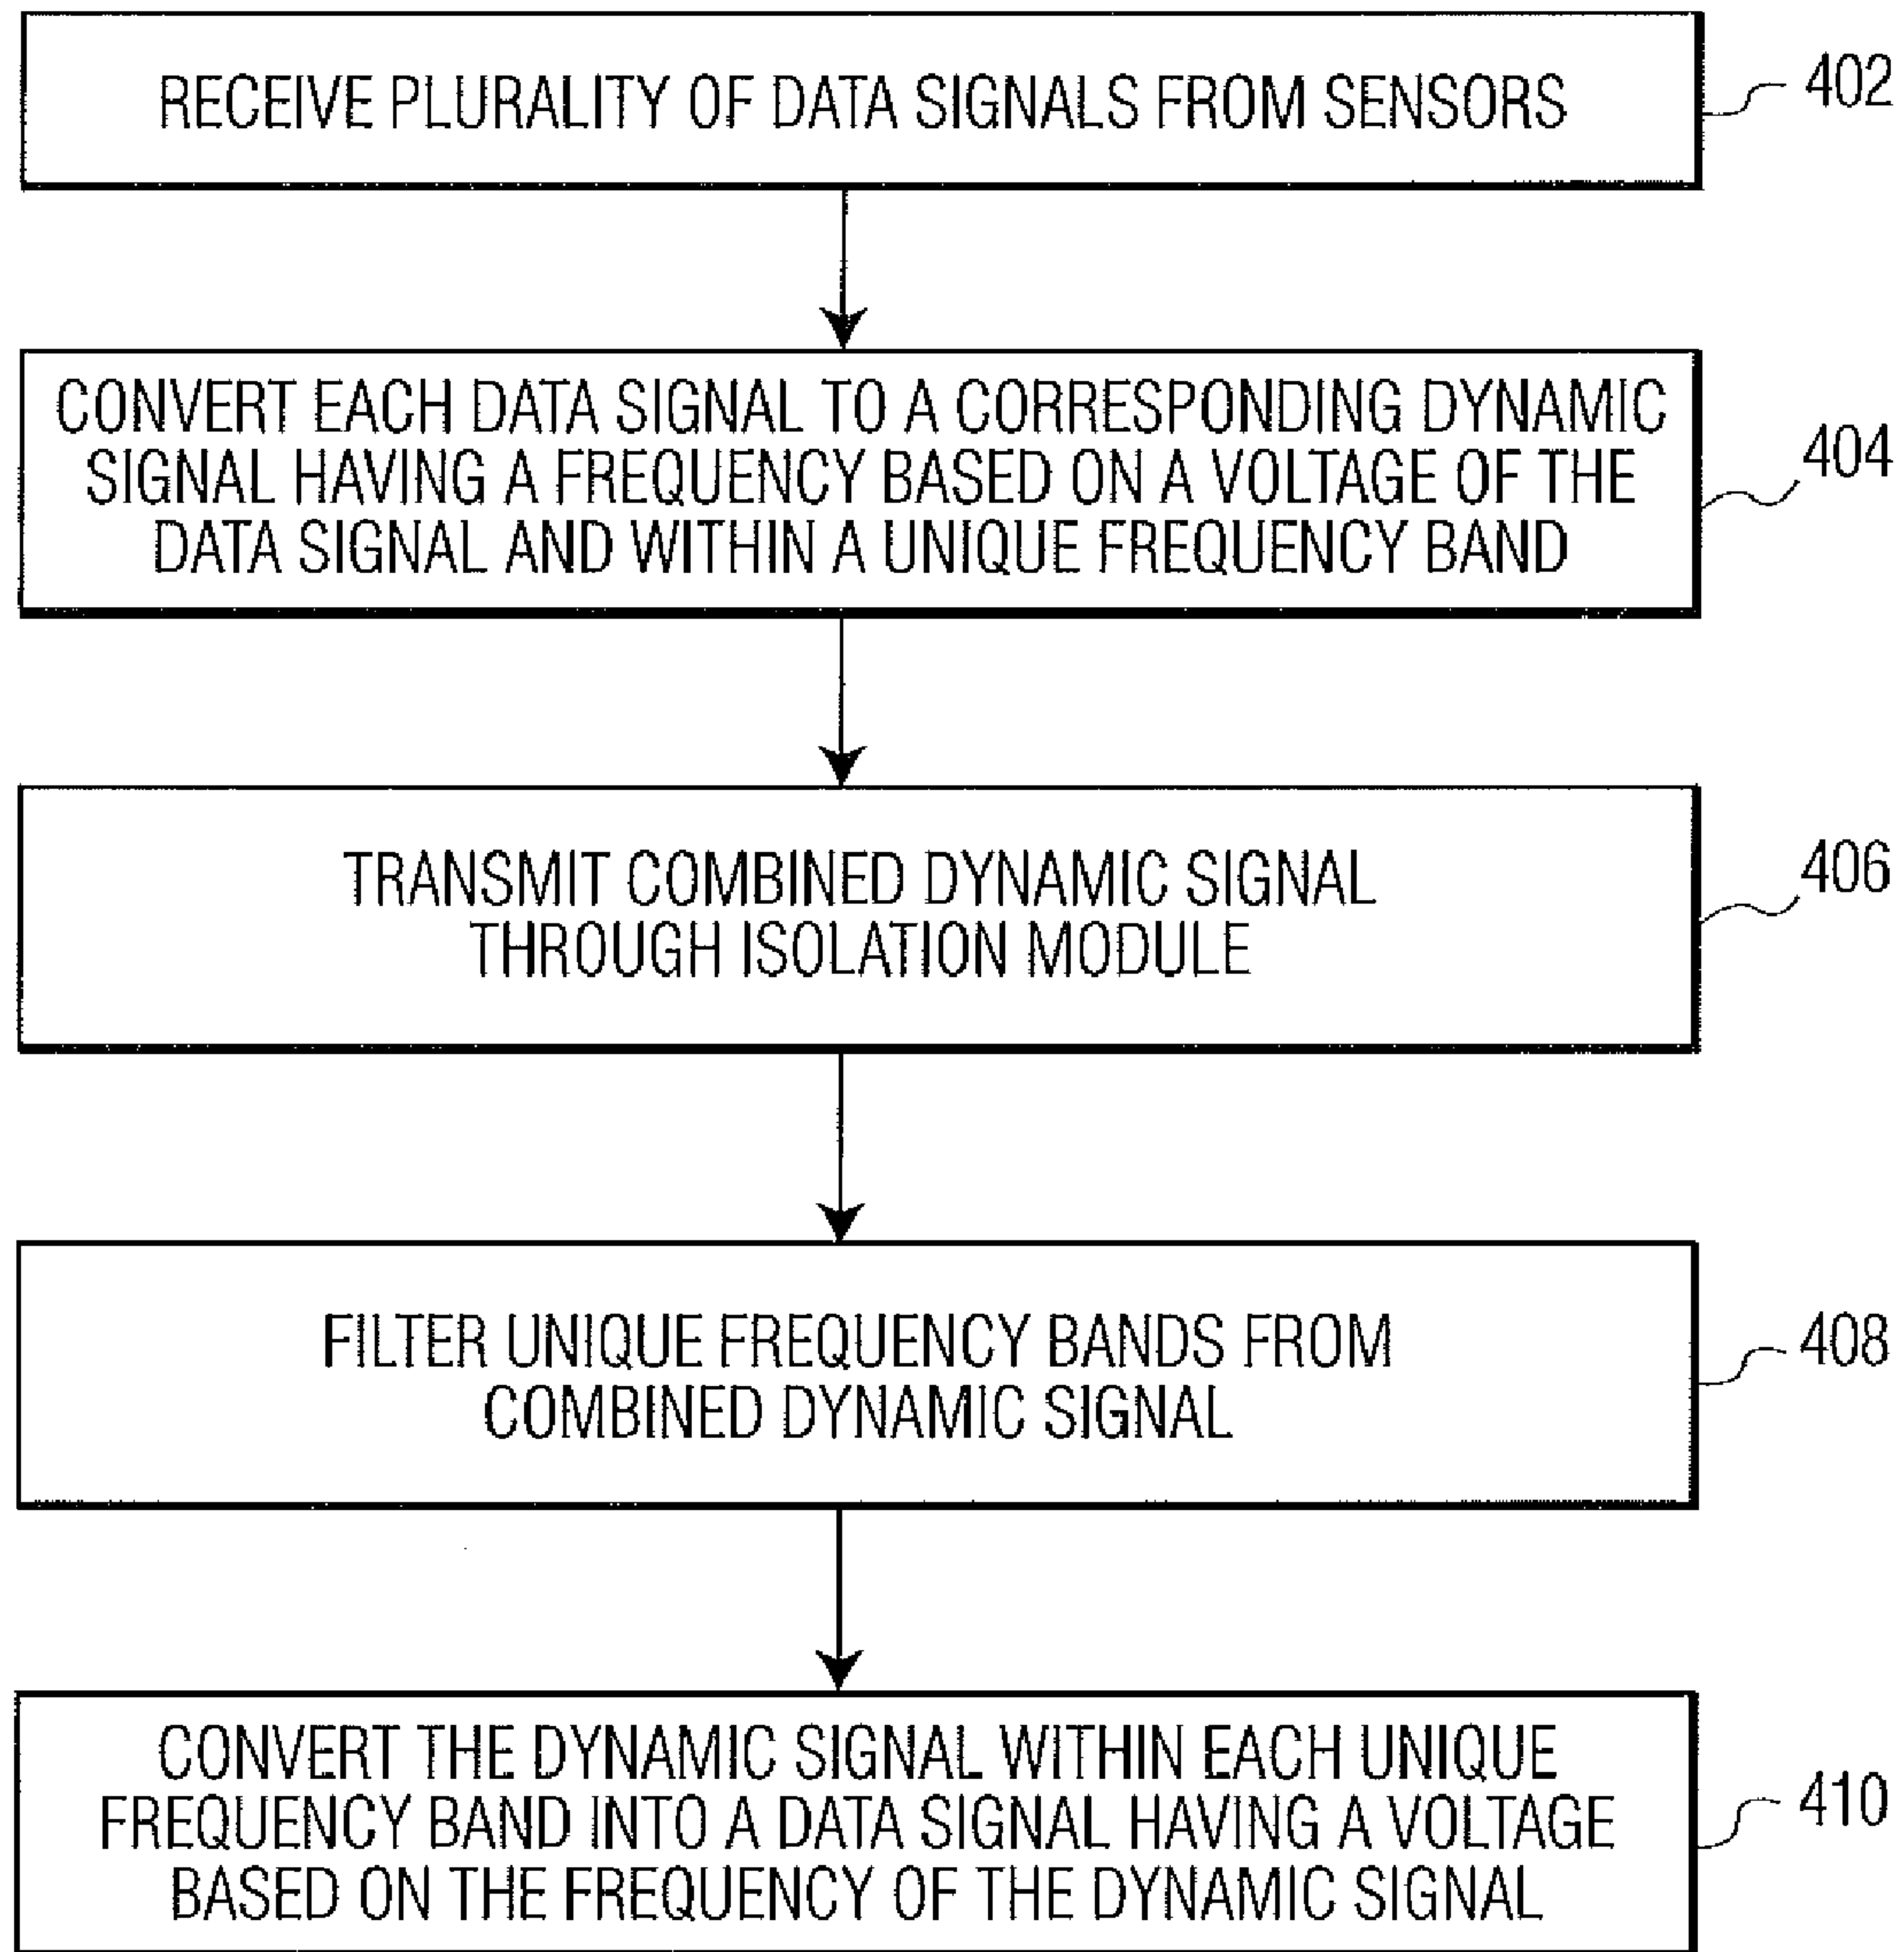 RECEIVE PLURALITY OF DATA SIGNALS FROM SENSORS
402
CONVERT EACH DATA SIGNAL TO A CORRESPONDING DYNAMIC
SIGNAL HAVING A FREQUENCY BASED ON A VOLTAGE OF THE
DATA SIGNAL AND WITHIN A UNIQUE FREQUENCY BAND
404
TRANSMIT COMBINED DYNAMIC SIGNAL
THROUGH ISOLATION MODULE
406
FILTER UNIQUE FREQUENCY BANDS FROM
COMBINED DYNAMIC SIGNAL
408
CONVERT THE DYNAMIC SIGNAL WITHIN EACH UNIQUE
FREQUENCY BAND INTO A DATA SIGNAL HAVING A VOLTAGE
BASED ON THE FREQUENCY OF THE DYNAMIC SIGNAL
410